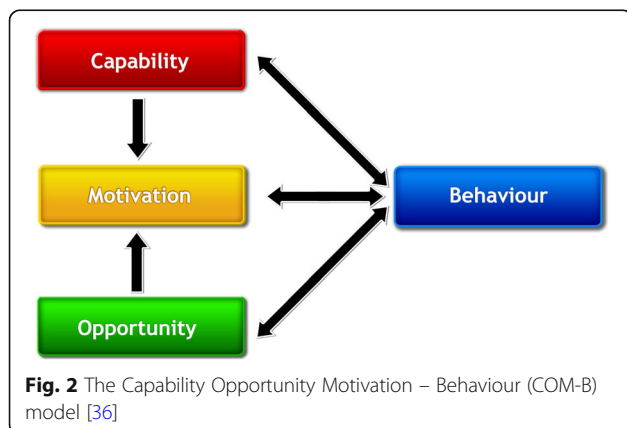 Capability
Motivation
Behaviour
Opportunity
Fig. 2 The Capability Opportunity Motivation – Behaviour (COM-B)
model [36]